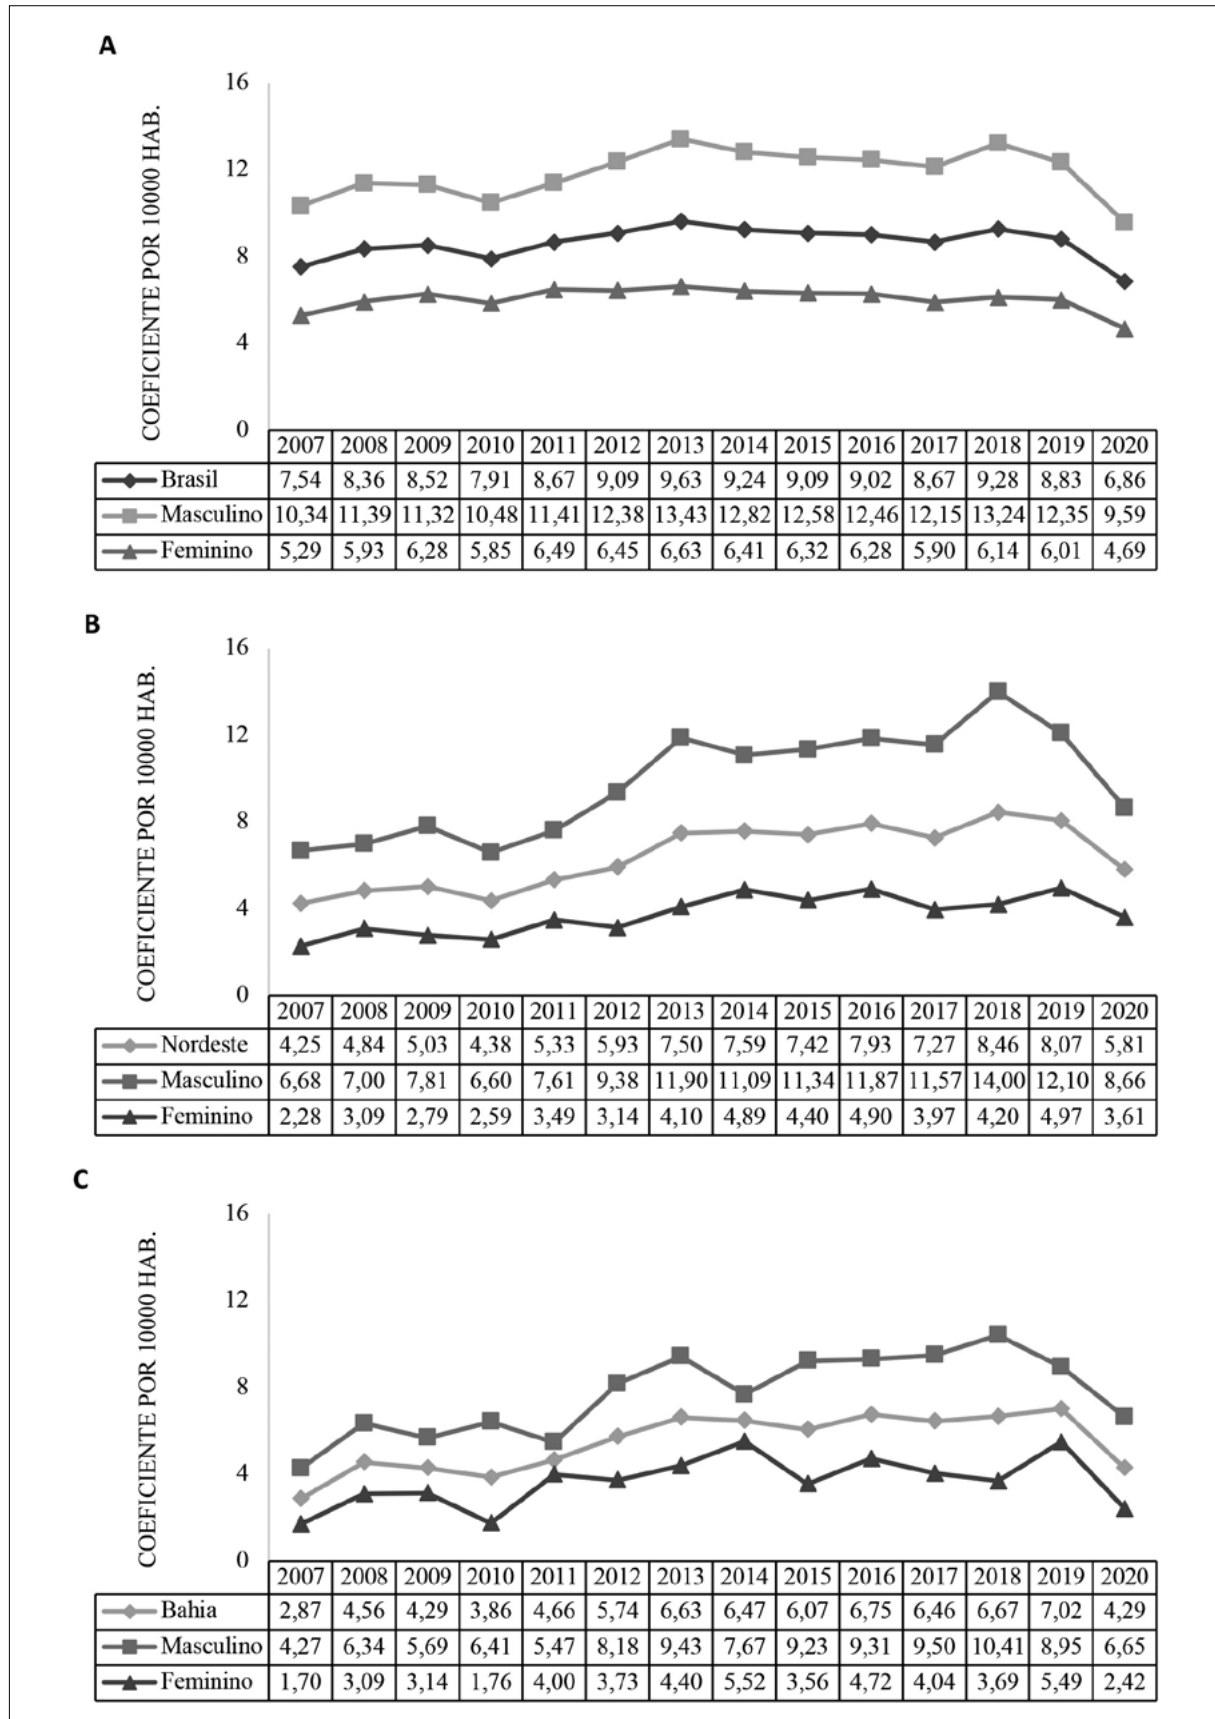 A
COEFICIENTE POR 10000 HAB.
16
12
8
4
0
2007 2008 2009 2010 2011 2012 2013 2014 2015 2016 2017 2018 2019 2020
Brasil 7,54 8,36 8,52 7,91 8,67 9,09 9,63 9,24 9,09 9,02 8,67 9,28 8,83 6,86
Masculino 10,34 11,39 11,32 10,48 11,41 12,38 13,43 12,82 12,58 12,46 12,15 13,24 12,35 9,59
Feminino 5,29 5,93 6,28 5,85 6,49 6,45 6,63 6,41 6,32 6,28 5,90 6,14 6,01 4,69
B
COEFICIENTE POR 10000 HAB.
16
12
8
4
0
2007 2008 2009 2010 2011 2012 2013 2014 2015 2016 2017 2018 2019 2020
Nordeste 4,25 4,84 5,03 4,38 5,33 5,93 7,50 7,59 7,42 7,93 7,27 8,46 8,07 5,81
Masculino 6,68 7,00 7,81 6,60 7,61 9,38 11,90 11,09 11,34 11,87 11,57 14,00 12,10 8,66
Feminino 2,28 3,09 2,79 2,59 3,49 3,14 4,10 4,89 4,40 4,90 3,97 4,20 4,97 3,61
C
COEFICIENTE POR 10000 HAB.
16
12
8
4
0
2007 2008 2009 2010 2011 2012 2013 2014 2015 2016 2017 2018 2019 2020
Bahia 2,87 4,56 4,29 3,86 4,66 5,74 6,63 6,47 6,07 6,75 6,46 6,67 7,02 4,29
Masculino 4,27 6,34 5,69 6,41 5,47 8,18 9,43 7,67 9,23 9,31 9,50 10,41 8,95 6,65
Feminino 1,70 3,09 3,14 1,76 4,00 3,73 4,40 5,52 3,56 4,72 4,04 3,69 5,49 2,42